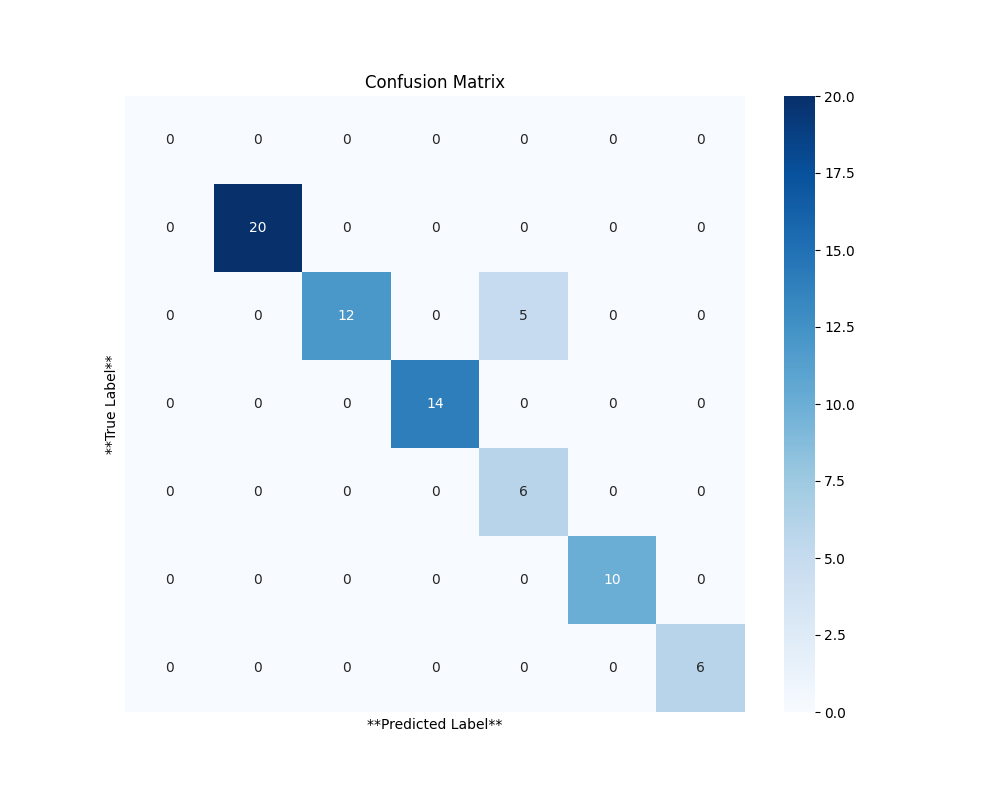 Confusion Matrix
0 0 0 0 0 0 0
0 20 0 0 0 0 0
0 0 12 0 5 0 0
0 0 0 14 0 0 0
0 0 0 0 6 0 0
0 0 0 0 0 10 0
0 0 0 0 0 0 6
**True Label**
**Predicted Label**
20.0
17.5
15.0
12.5
10.0
7.5
5.0
2.5
0.0